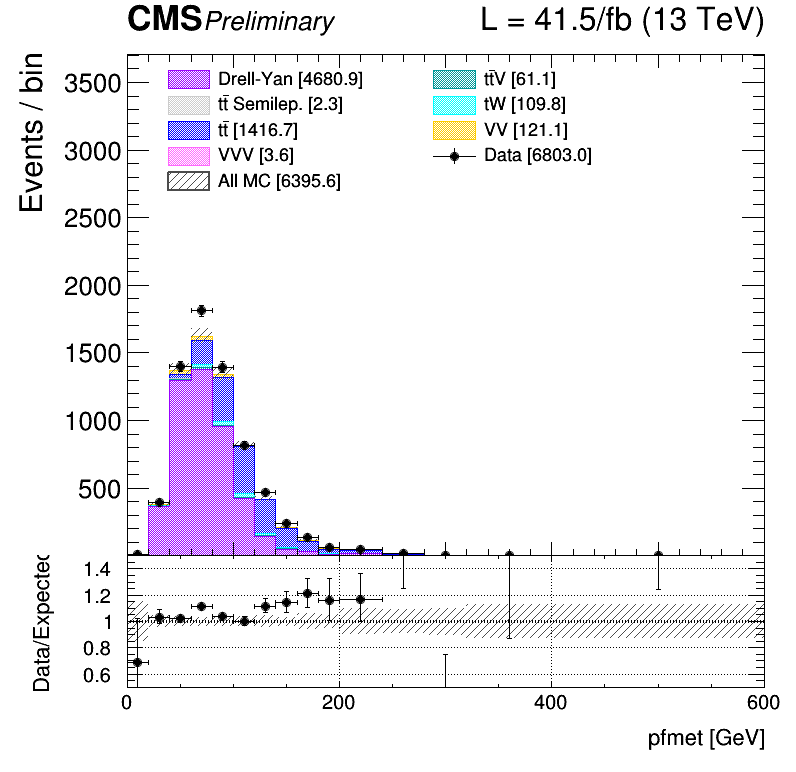 CMS Preliminary L = 41.5/fb (13 TeV)
Events / bin
3500
3000
2500
2000
1500
1000
500
Drell-Yan [4680.9]
tt̄ Semilep. [2.3]
tt̄ [1416.7]
VVV [3.6]
All MC [6395.6]
tt̄V [61.1]
tW [109.8]
VV [121.1]
Data [6803.0]
Data/Expected
1.4
1.2
1
0.8
0.6
0 200 400 600
pfmet [GeV]